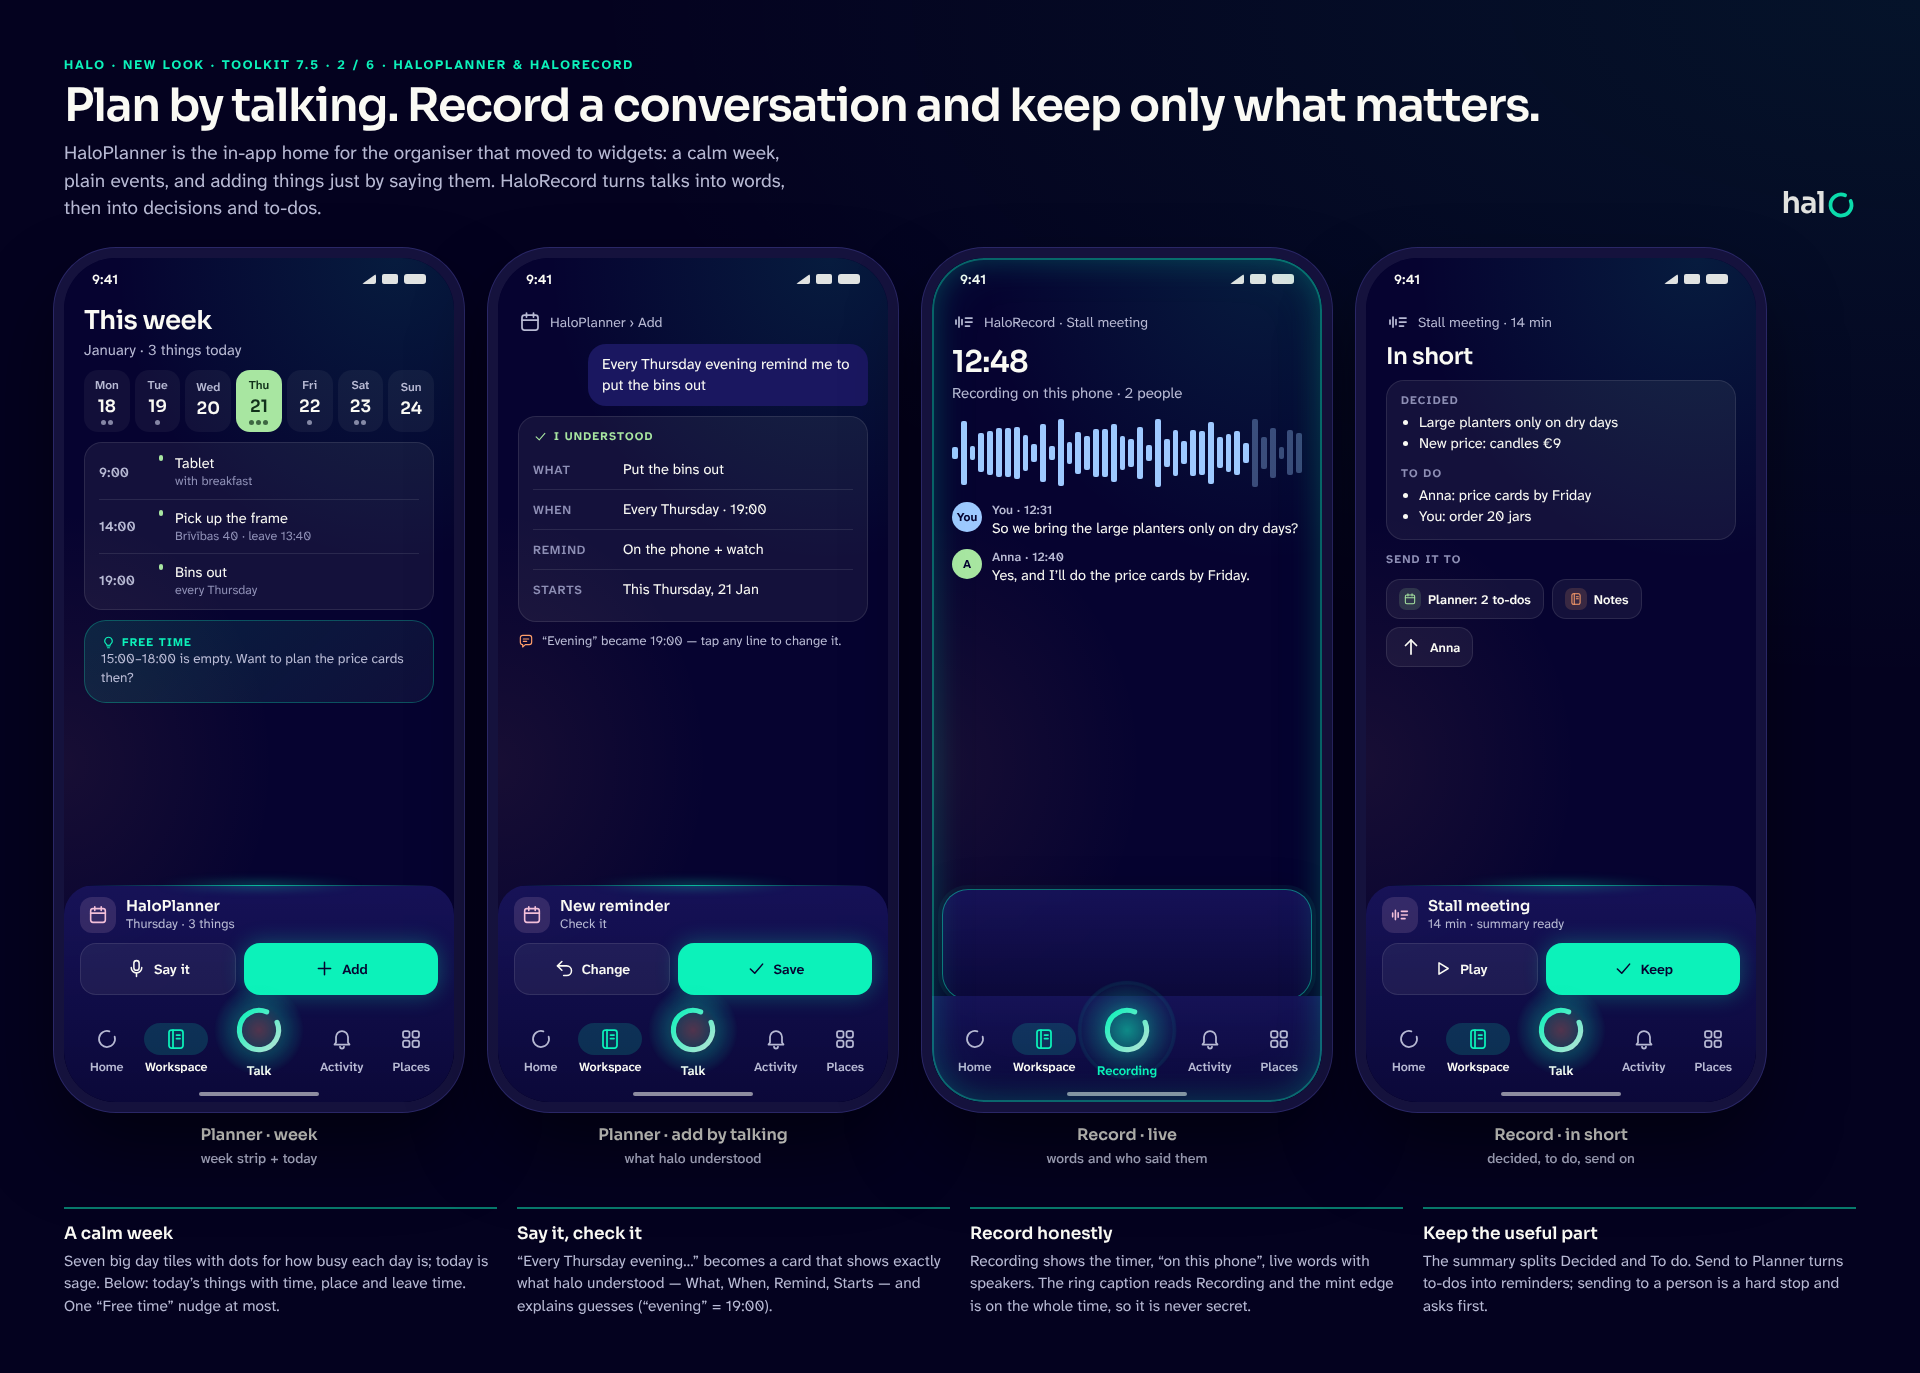 HALO · NEW LOOK · TOOLKIT 7.5 · 2 / 6 · HALOPLANNER & HALORECORD
Plan by talking. Record a conversation and keep only what matters.
HaloPlanner is the in-app home for the organiser that moved to widgets: a calm week,
plain events, and adding things just by saying them. HaloRecord turns talks into words,
then into decisions and to-dos.
halo
9:41
This week
January · 3 things today
Mon Tue Wed Thu Fri Sat Sun
18 19 20 21 22 23 24
9:00 Tablet
with breakfast
14:00 Pick up the frame
Brīvības 40 · leave 13:40
19:00 Bins out
every Thursday
FREE TIME
15:00–18:00 is empty. Want to plan the price cards
then?
HaloPlanner
Thursday · 3 things
Say it Add
Home Workspace Talk Activity Places
Planner · week
week strip + today
9:41
HaloPlanner › Add
Every Thursday evening remind me to
put the bins out
I UNDERSTOOD
WHAT Put the bins out
WHEN Every Thursday · 19:00
REMIND On the phone + watch
STARTS This Thursday, 21 Jan
“Evening” became 19:00 — tap any line to change it.
New reminder
Check it
Change Save
Home Workspace Talk Activity Places
Planner · add by talking
what halo understood
9:41
HaloRecord · Stall meeting
12:48
Recording on this phone · 2 people
You You · 12:31
So we bring the large planters only on dry days?
A Anna · 12:40
Yes, and I’ll do the price cards by Friday.
Home Workspace Recording Activity Places
Record · live
words and who said them
9:41
Stall meeting · 14 min
In short
DECIDED
• Large planters only on dry days
• New price: candles €9
TO DO
• Anna: price cards by Friday
• You: order 20 jars
SEND IT TO
Planner: 2 to-dos Notes
Anna
Stall meeting
14 min · summary ready
Play Keep
Home Workspace Talk Activity Places
Record · in short
decided, to do, send on
A calm week
Seven big day tiles with dots for how busy each day is; today is
sage. Below: today’s things with time, place and leave time.
One “Free time” nudge at most.
Say it, check it
“Every Thursday evening…” becomes a card that shows exactly
what halo understood — What, When, Remind, Starts — and
explains guesses (“evening” = 19:00).
Record honestly
Recording shows the timer, “on this phone”, live words with
speakers. The ring caption reads Recording and the mint edge
is on the whole time, so it is never secret.
Keep the useful part
The summary splits Decided and To do. Send to Planner turns
to-dos into reminders; sending to a person is a hard stop and
asks first.